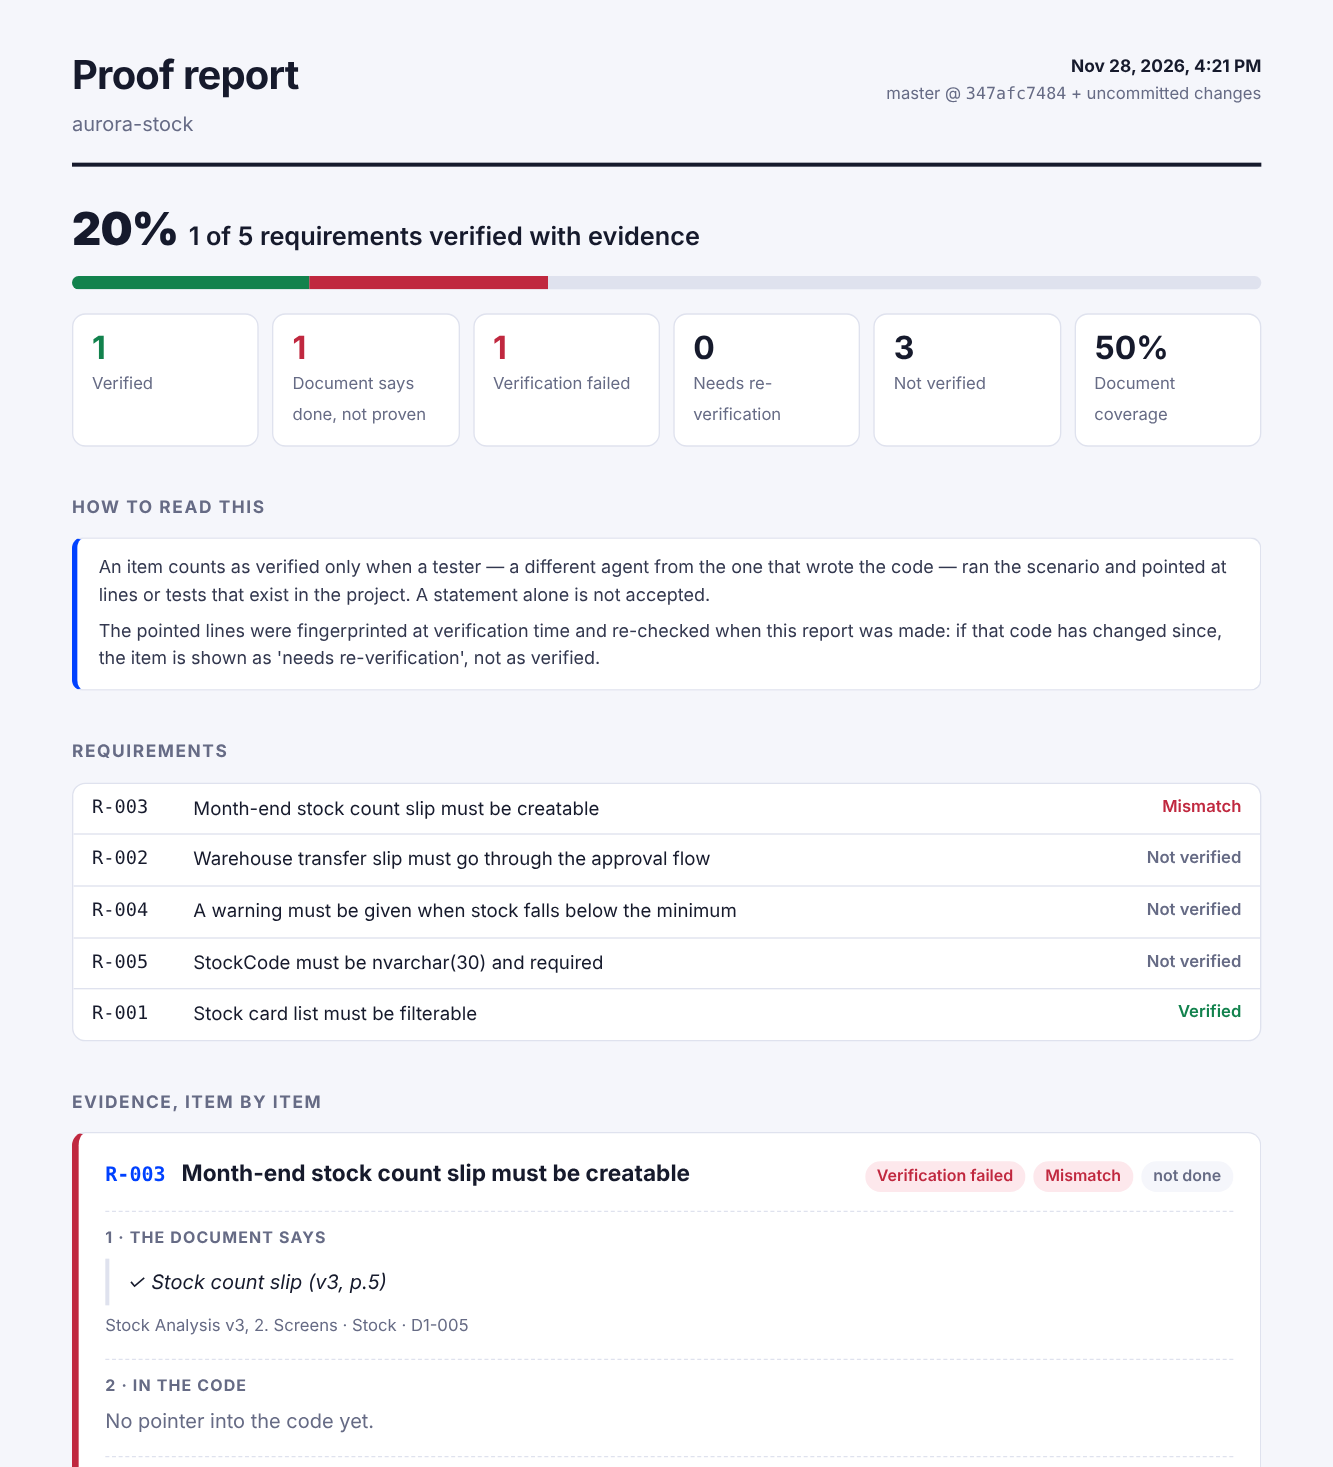 Proof report
Nov 28, 2026, 4:21 PM
master @ 347afc7484 + uncommitted changes
aurora-stock
20% 1 of 5 requirements verified with evidence
1
Verified
1
Document says
done, not proven
1
Verification failed
0
Needs re-
verification
3
Not verified
50%
Document
coverage
HOW TO READ THIS
An item counts as verified only when a tester — a different agent from the one that wrote the code — ran the scenario and pointed at
lines or tests that exist in the project. A statement alone is not accepted.
The pointed lines were fingerprinted at verification time and re-checked when this report was made: if that code has changed since,
the item is shown as 'needs re-verification', not as verified.
REQUIREMENTS
R-003 Month-end stock count slip must be creatable Mismatch
R-002 Warehouse transfer slip must go through the approval flow Not verified
R-004 A warning must be given when stock falls below the minimum Not verified
R-005 StockCode must be nvarchar(30) and required Not verified
R-001 Stock card list must be filterable Verified
EVIDENCE, ITEM BY ITEM
R-003 Month-end stock count slip must be creatable Verification failed Mismatch not done
1 · THE DOCUMENT SAYS
✓ Stock count slip (v3, p.5)
Stock Analysis v3, 2. Screens · Stock · D1-005
2 · IN THE CODE
No pointer into the code yet.